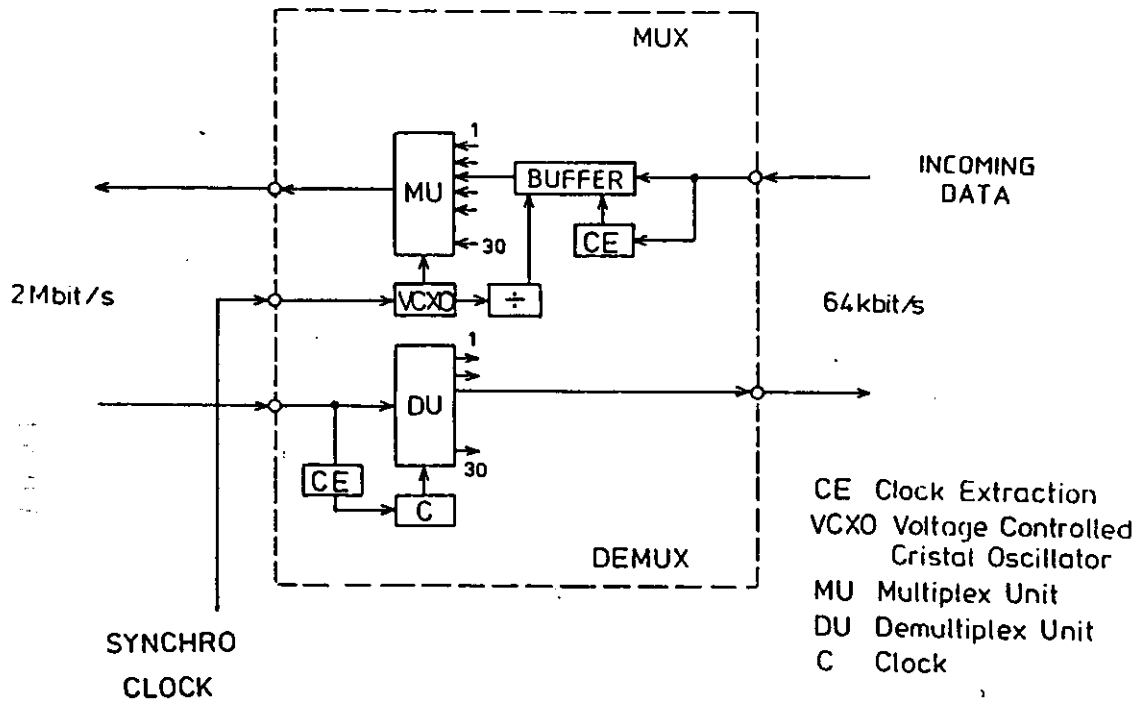 MUX
1
MU
BUFFER
INCOMING
DATA
CE
30
2Mbit/s
VCXO
÷
64kbit/s
1
DU
30
CE
C
DEMUX
CE Clock Extraction
VCXO Voltage Controlled
Cristal Oscillator
MU Multiplex Unit
DU Demultiplex Unit
C Clock
SYNCHRO
CLOCK